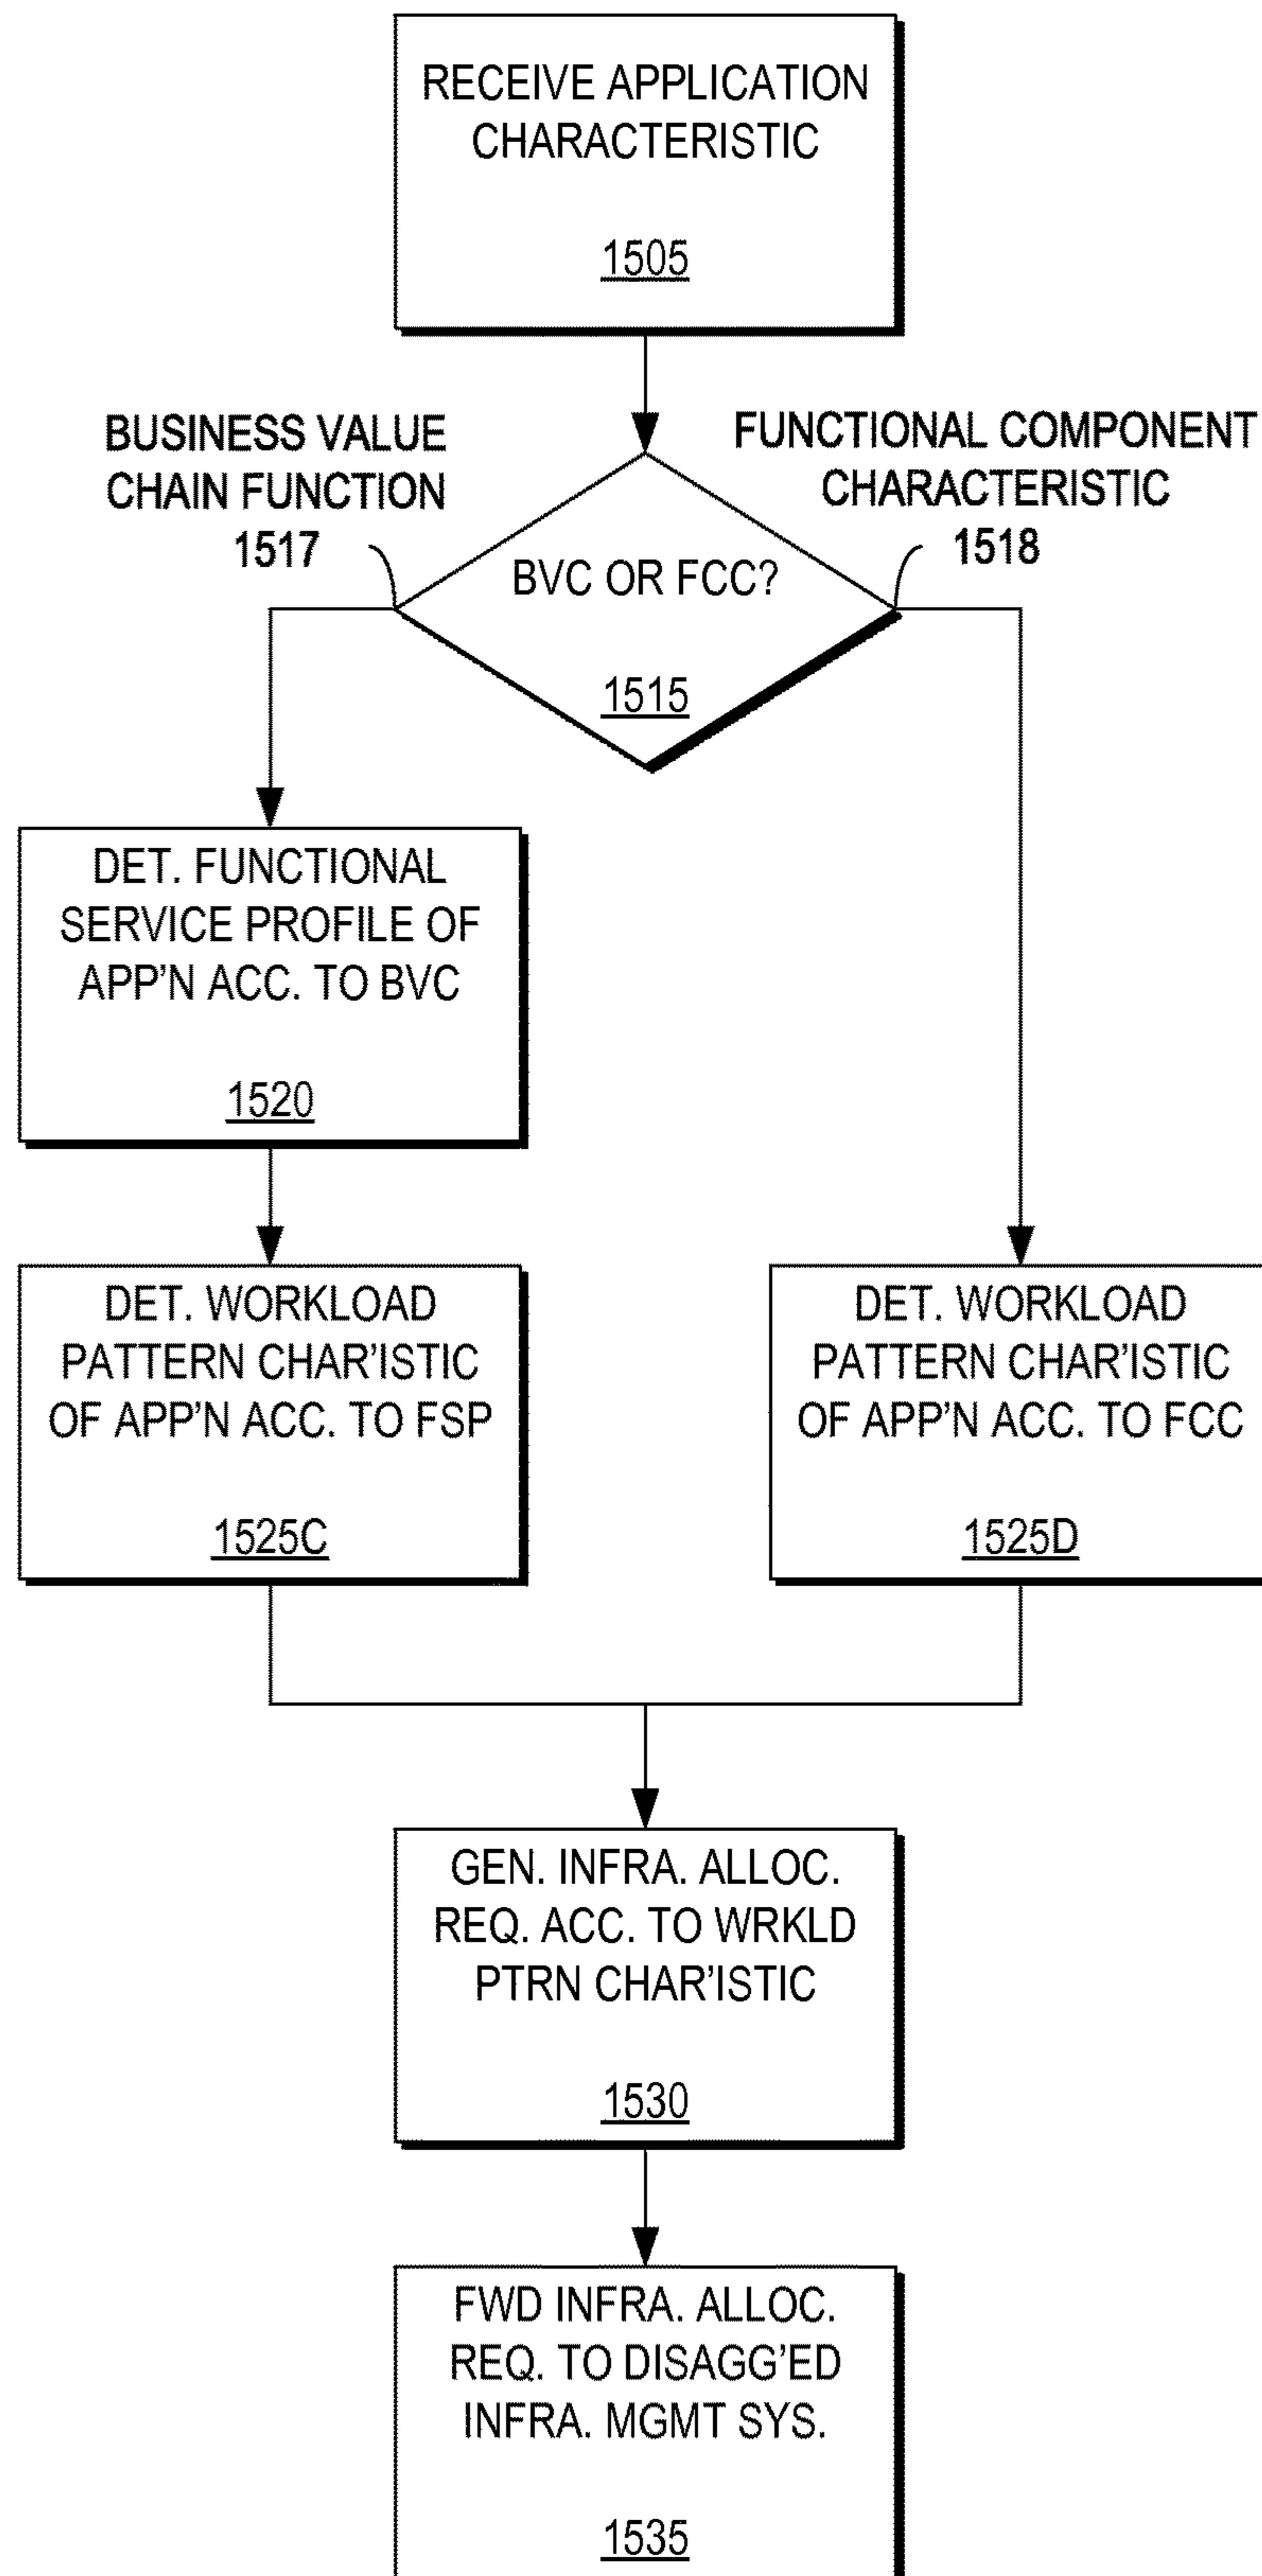 RECEIVE APPLICATION
CHARACTERISTIC
1505
BUSINESS VALUE
CHAIN FUNCTION
1517
FUNCTIONAL COMPONENT
CHARACTERISTIC
1518
BVC OR FCC?
1515
DET. FUNCTIONAL
SERVICE PROFILE OF
APP'N ACC. TO BVC
1520
DET. WORKLOAD
PATTERN CHAR'ISTIC
OF APP'N ACC. TO FSP
1525C
DET. WORKLOAD
PATTERN CHAR'ISTIC
OF APP'N ACC. TO FCC
1525D
GEN. INFRA. ALLOC.
REQ. ACC. TO WRKLD
PTRN CHAR'ISTIC
1530
FWD INFRA. ALLOC.
REQ. TO DISAGG'ED
INFRA. MGMT SYS.
1535